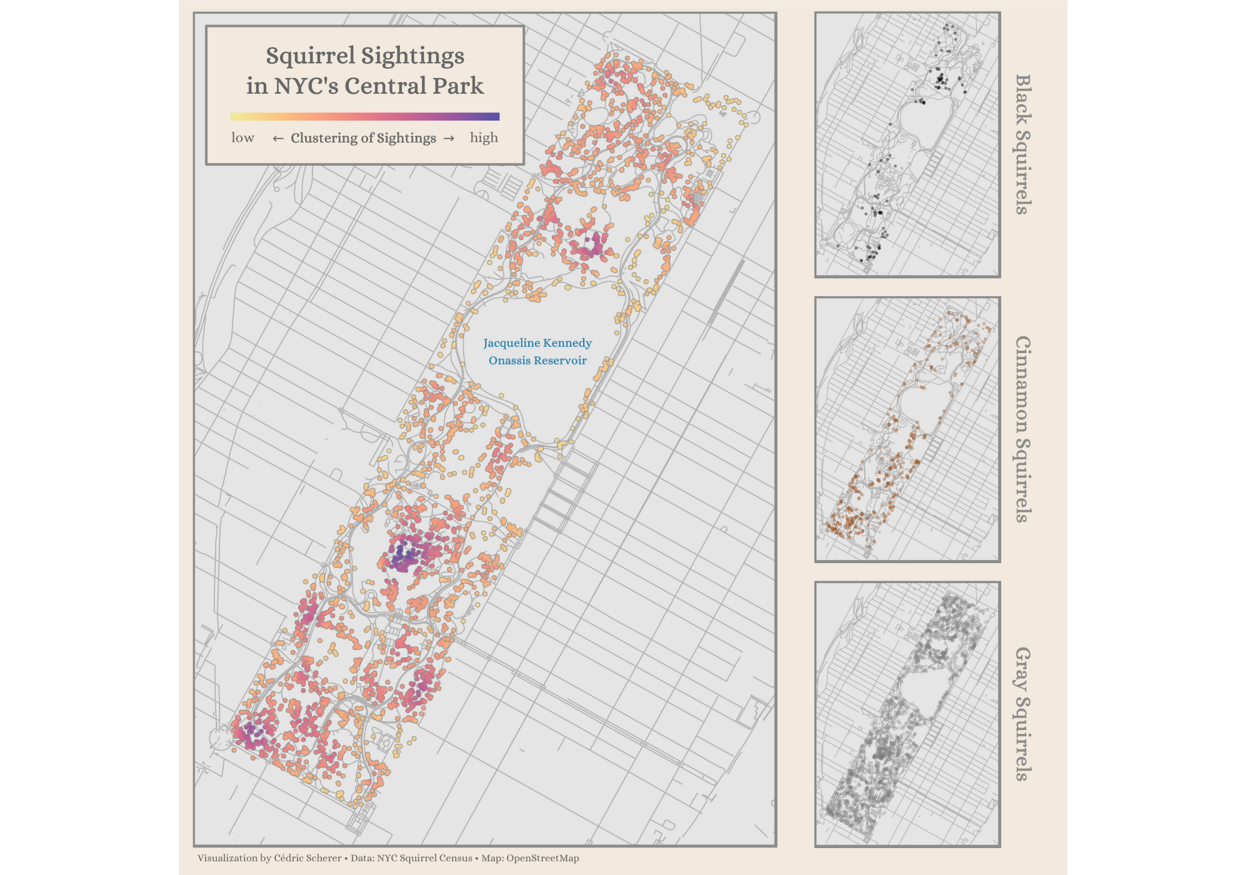 Squirrel Sightings
in NYC's Central Park
low ← Clustering of Sightings → high
Jacqueline Kennedy
Onassis Reservoir
Black Squirrels
Cinnamon Squirrels
Gray Squirrels
Visualization by Cédric Scherer • Data: NYC Squirrel Census • Map: OpenStreetMap